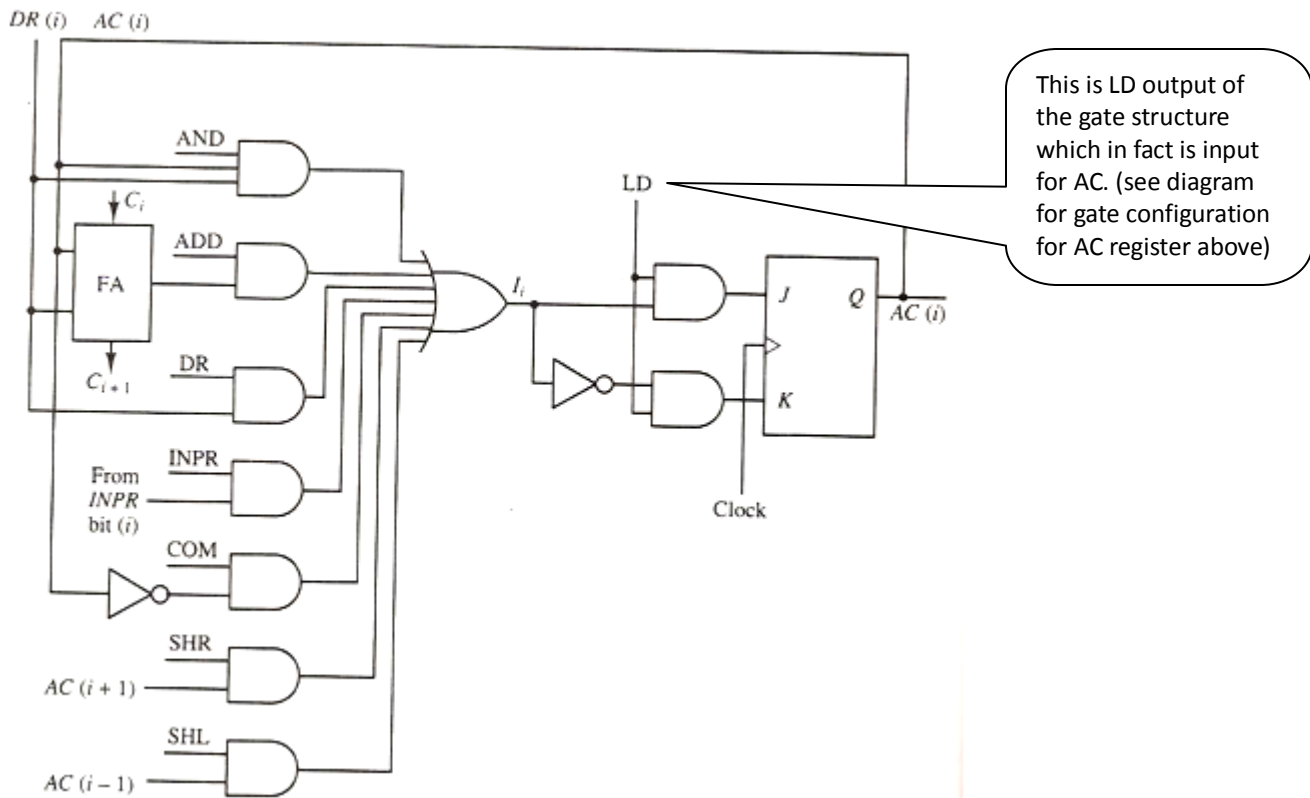 DR (i) AC (i)
This is LD output of
the gate structure
which in fact is input
for AC. (see diagram
for gate configuration
for AC register above)
AND
LD
C_i
ADD
FA
I_i
J
Q
AC (i)
DR
C_{i+1}
K
INPR
From
INPR
bit (i)
Clock
COM
SHR
AC (i + 1)
SHL
AC (i – 1)